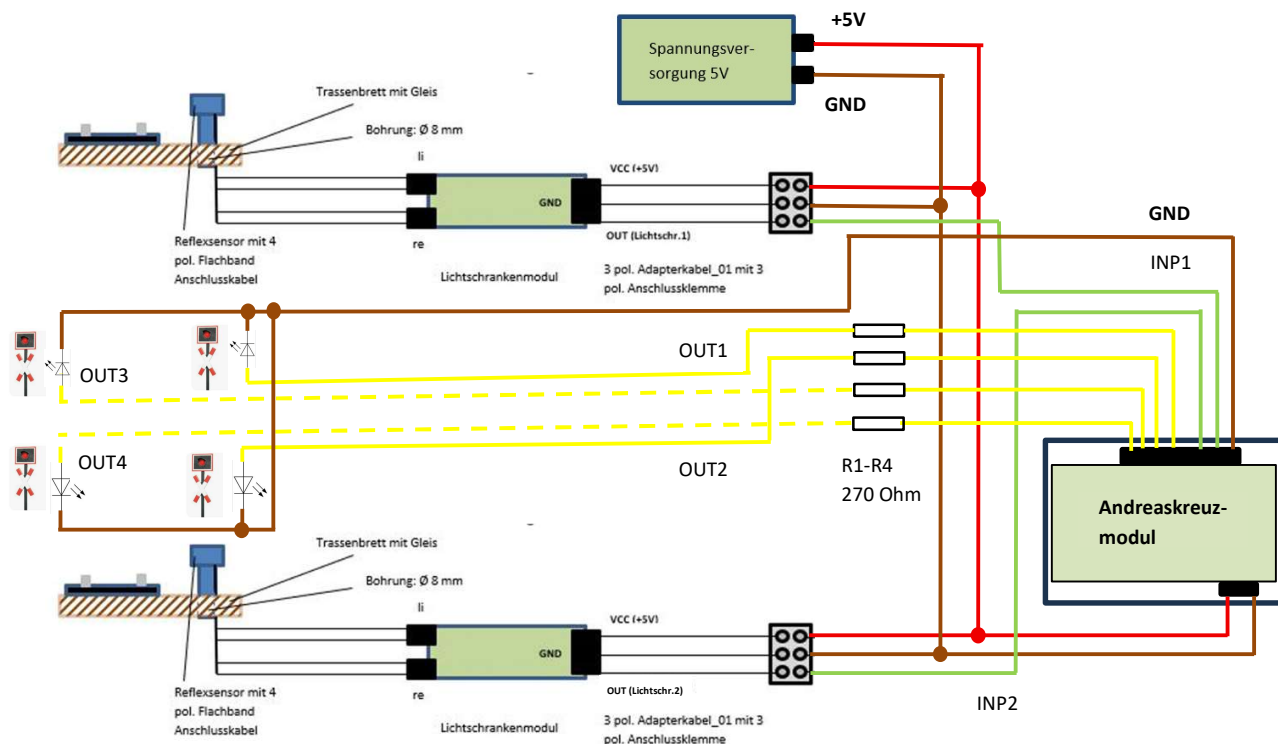 +5V
Spannungsver-
sorgung 5V
GND
Trassenbrett mit Gleis
Bohrung: Ø 8 mm
li
VCC (+5V)
GND
re
OUT (Lichtschr.1)
Reflexsensor mit 4
pol. Flachband
Anschlusskabel
Lichtschrankenmodul
3 pol. Adapterkabel_01 mit 3
pol. Anschlussklemme
GND
INP1
OUT1
OUT3
OUT4
OUT2
R1-R4
270 Ohm
Andreaskreuz-
modul
Trassenbrett mit Gleis
Bohrung: Ø 8 mm
li
VCC (+5V)
GND
re
OUT (Lichtschr.2)
Reflexsensor mit 4
pol. Flachband
Anschlusskabel
Lichtschrankenmodul
3 pol. Adapterkabel_01 mit 3
pol. Anschlussklemme
INP2